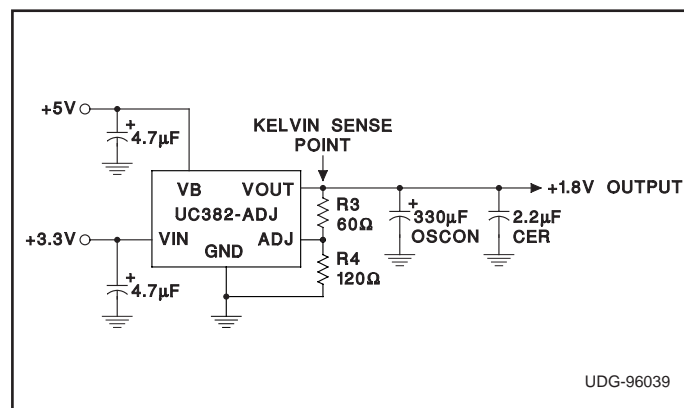 +5V
+
4.7µF
KELVIN SENSE
POINT
VB
VOUT
UC382-ADJ
+3.3V
VIN
ADJ
GND
+
4.7µF
R3
60Ω
R4
120Ω
+
330µF
OSCON
2.2µF
CER
+1.8V OUTPUT
UDG-96039